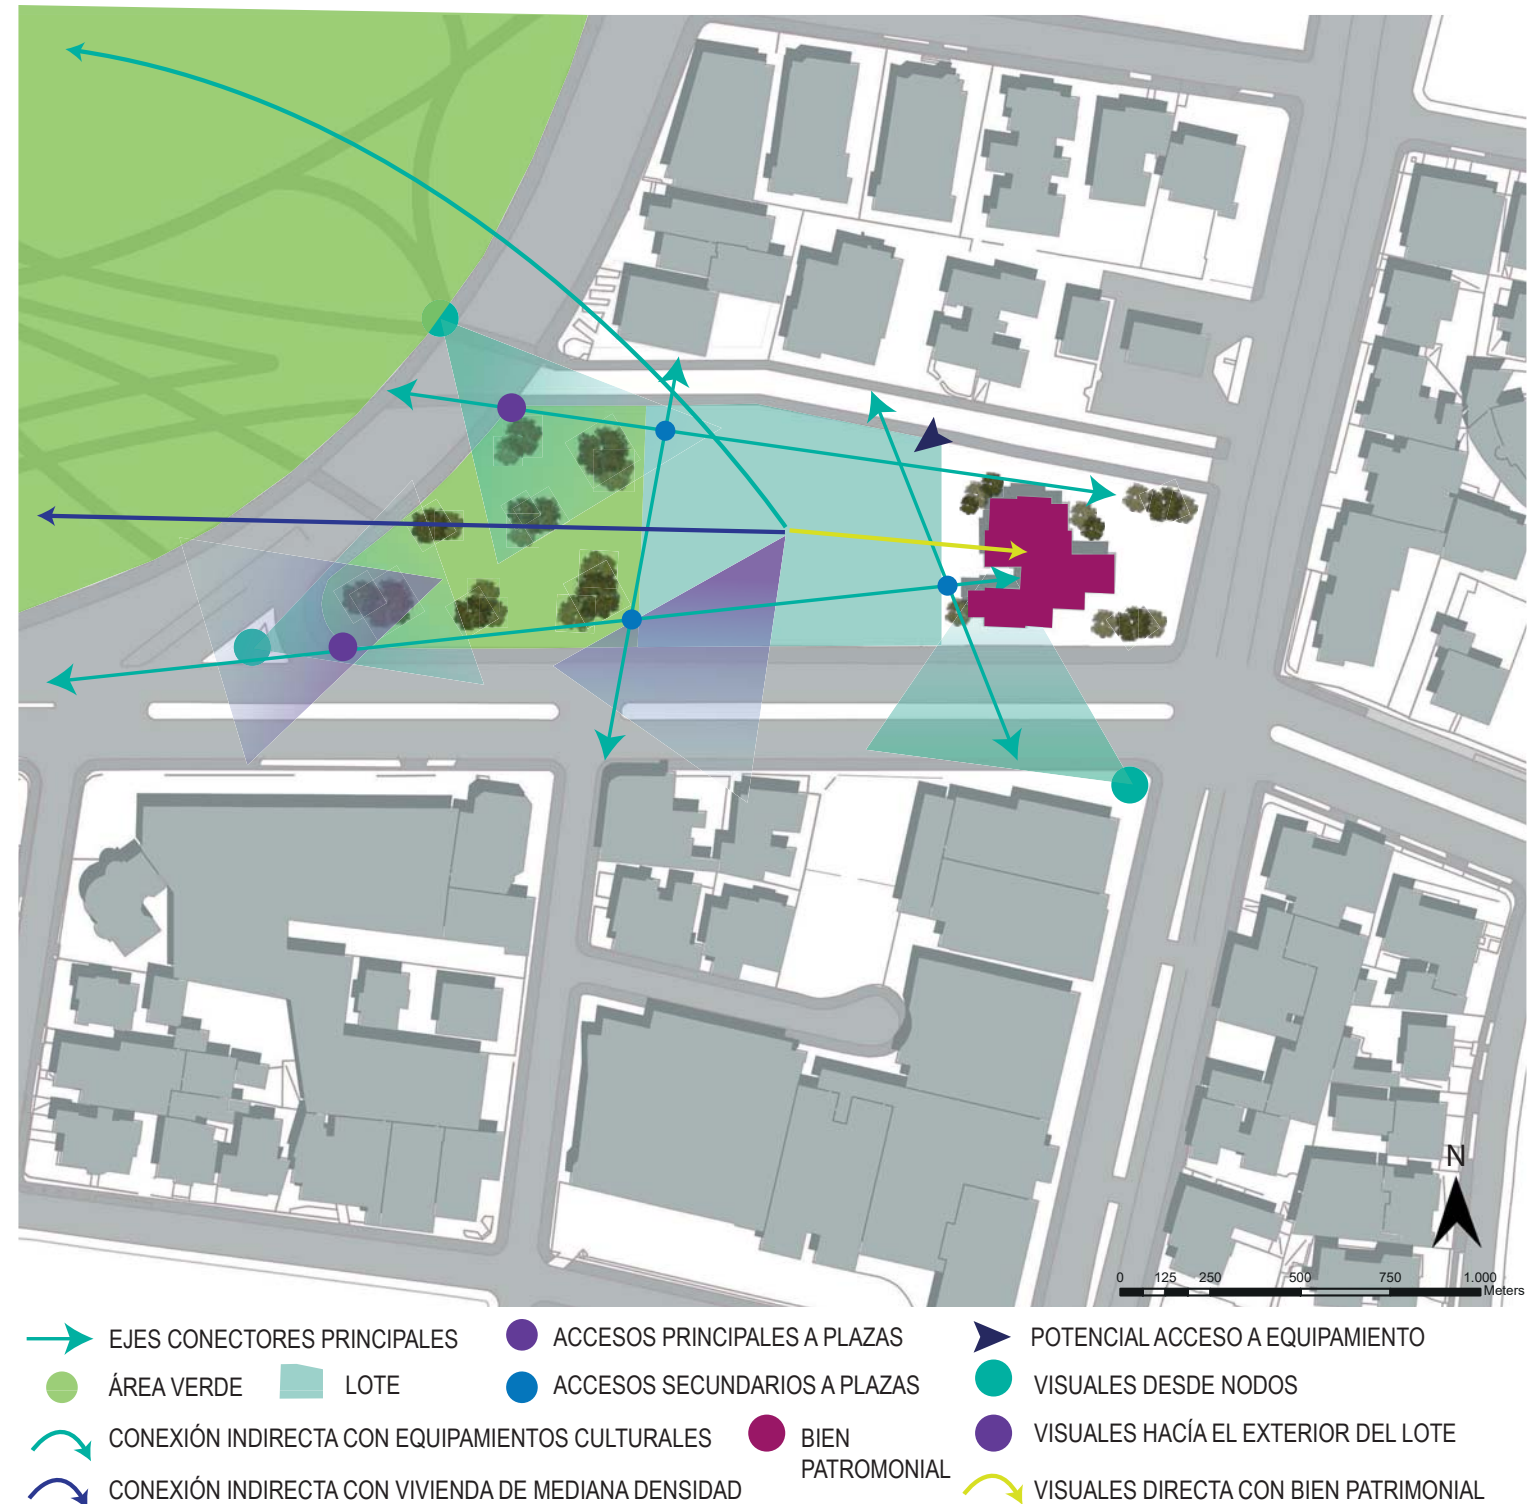 N
0 125 250 500 750 1.000
Meters
EJES CONECTORES PRINCIPALES
ACCESOS PRINCIPALES A PLAZAS
POTENCIAL ACCESO A EQUIPAMIENTO
ÁREA VERDE
LOTE
ACCESOS SECUNDARIOS A PLAZAS
VISUALES DESDE NODOS
CONEXIÓN INDIRECTA CON EQUIPAMIENTOS CULTURALES
BIEN
PATROMONIAL
VISUALES HACÍA EL EXTERIOR DEL LOTE
CONEXIÓN INDIRECTA CON VIVIENDA DE MEDIANA DENSIDAD
VISUALES DIRECTA CON BIEN PATRIMONIAL